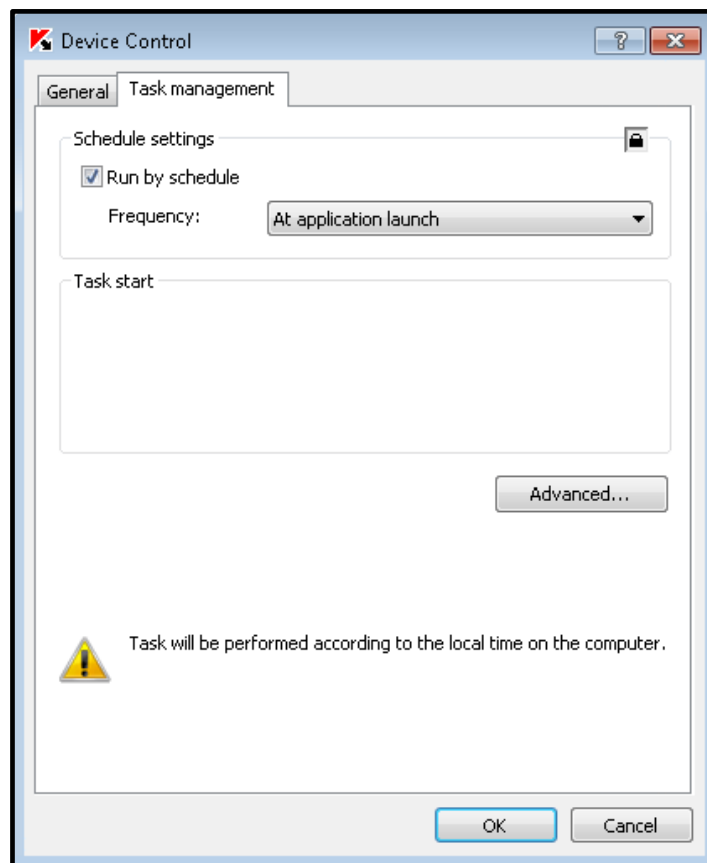 Device Control
General
Task management
Schedule settings
Run by schedule
Frequency:
At application launch
Task start
Advanced...
Task will be performed according to the local time on the computer.
OK
Cancel